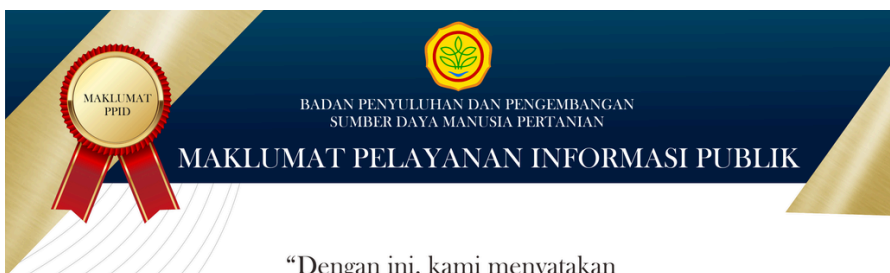 MAKLUMAT
PPID
BADAN PENYULUHAN DAN PENGEMBANGAN
SUMBER DAYA MANUSIA PERTANIAN
MAKLUMAT PELAYANAN INFORMASI PUBLIK
“Dengan ini, kami menyatakan